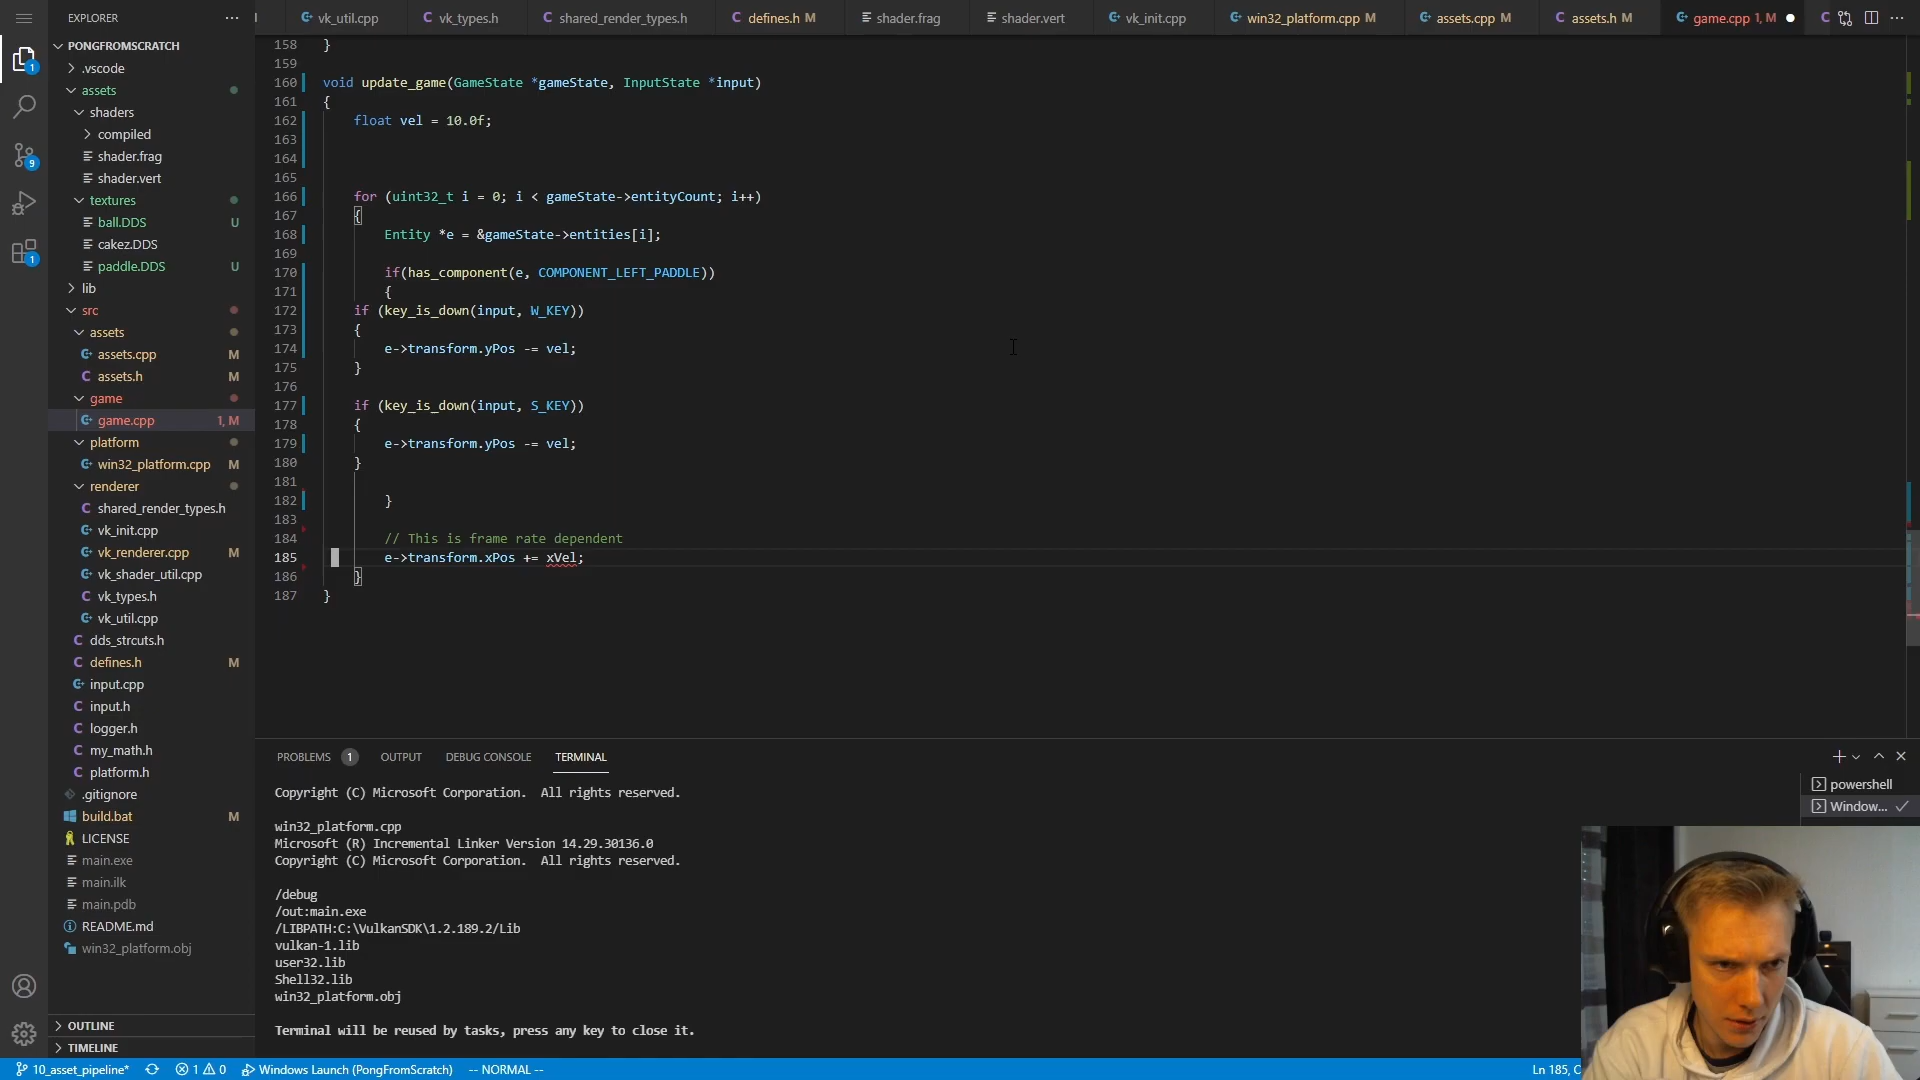 EXPLORER
vk_util.cpp
vk_types.h
shared_render_types.h
defines.h M
shader.frag
shader.vert
vk_init.cpp
win32_platform.cpp M
assets.cpp M
assets.h M
game.cpp 1, M
PONGFROMSCRATCH
.vscode
assets
shaders
compiled
shader.frag
shader.vert
textures
ball.DDS U
cakez.DDS
paddle.DDS U
lib
src
assets
assets.cpp M
assets.h M
game
game.cpp 1, M
platform
win32_platform.cpp M
renderer
shared_render_types.h
vk_init.cpp
vk_renderer.cpp M
vk_shader_util.cpp
vk_types.h
vk_util.cpp
dds_strcuts.h
defines.h M
input.cpp
input.h
logger.h
my_math.h
platform.h
.gitignore
build.bat M
LICENSE
main.exe
main.ilk
main.pdb
README.md
win32_platform.obj
OUTLINE
TIMELINE
1
9
1
158 }
159
160 void update_game(GameState *gameState, InputState *input)
161 {
162 float vel = 10.0f;
163
164
165
166 for (uint32_t i = 0; i < gameState->entityCount; i++)
167 {
168 Entity *e = &gameState->entities[i];
169
170 if(has_component(e, COMPONENT_LEFT_PADDLE))
171 {
172 if (key_is_down(input, W_KEY))
173 {
174 e->transform.yPos -= vel;
175 }
176
177 if (key_is_down(input, S_KEY))
178 {
179 e->transform.yPos -= vel;
180 }
181
182 }
183
184 // This is frame rate dependent
185 e->transform.xPos += xVel;
186 }
187 }
PROBLEMS 1 OUTPUT DEBUG CONSOLE TERMINAL
Copyright (C) Microsoft Corporation. All rights reserved.
win32_platform.cpp
Microsoft (R) Incremental Linker Version 14.29.30136.0
Copyright (C) Microsoft Corporation. All rights reserved.
/debug
/out:main.exe
/LIBPATH:C:\VulkanSDK\1.2.189.2/Lib
vulkan-1.lib
user32.lib
Shell32.lib
win32_platform.obj
Terminal will be reused by tasks, press any key to close it.
powershell
Window...
10_asset_pipeline* 1 0 Windows Launch (PongFromScratch) -- NORMAL -- Ln 185, C